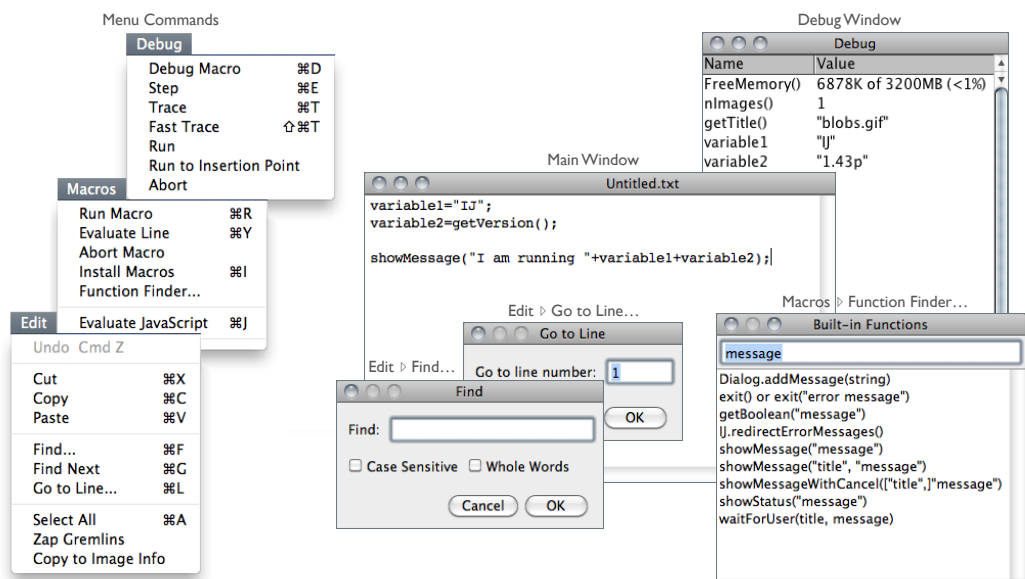 Menu Commands
Debug
Debug Macro ⌘D
Step ⌘E
Trace ⌘T
Fast Trace ⇧⌘T
Run
Run to Insertion Point
Abort
Macros
Run Macro ⌘R
Evaluate Line ⌘Y
Abort Macro
Install Macros ⌘I
Function Finder...
Evaluate JavaScript ⌘J
Edit
Undo Cmd Z
Cut ⌘X
Copy ⌘C
Paste ⌘V
Find... ⌘F
Find Next ⌘G
Go to Line... ⌘L
Select All ⌘A
Zap Gremlins
Copy to Image Info
Main Window
Untitled.txt
variable1="IJ";
variable2=getVersion();
showMessage("I am running "+variable1+variable2);
Edit ▷ Go to Line…
Go to Line
Go to line number: 1
OK
Edit ▷ Find…
Find
Find:
Case Sensitive Whole Words
Cancel OK
Debug Window
Debug
Name Value
FreeMemory() 6878K of 3200MB (<1%)
nImages() 1
getTitle() "blobs.gif"
variable1 "IJ"
variable2 "1.43p"
Macros ▷ Function Finder…
Built-in Functions
message
Dialog.addMessage(string)
exit() or exit("error message")
getBoolean("message")
IJ.redirectErrorMessages()
showMessage("message")
showMessage("title", "message")
showMessageWithCancel(["title",]"message")
showStatus("message")
waitForUser(title, message)